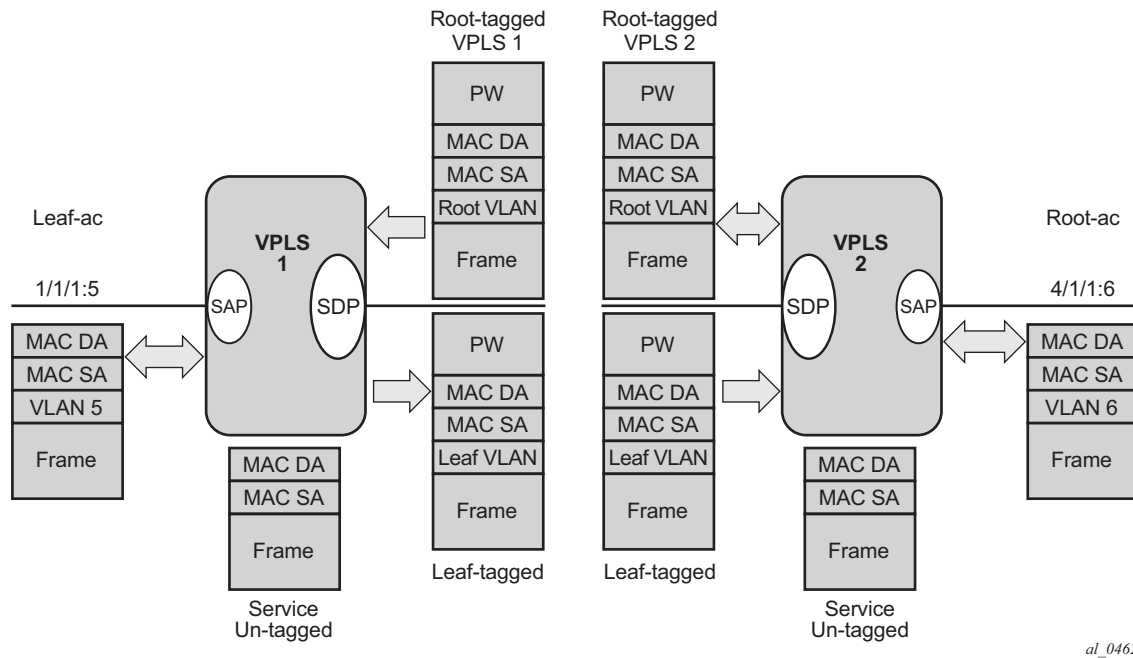 Root-tagged
VPLS 1
PW
MAC DA
MAC SA
Root VLAN
Frame
Root-tagged
VPLS 2
PW
MAC DA
MAC SA
Root VLAN
Frame
Leaf-ac
1/1/1:5
VPLS
1
SAP
SDP
VPLS
2
SDP
SAP
Root-ac
4/1/1:6
MAC DA
MAC SA
VLAN 5
Frame
MAC DA
MAC SA
Frame
Service
Un-tagged
PW
MAC DA
MAC SA
Leaf VLAN
Frame
Leaf-tagged
PW
MAC DA
MAC SA
Leaf VLAN
Frame
Leaf-tagged
MAC DA
MAC SA
Frame
Service
Un-tagged
MAC DA
MAC SA
VLAN 6
Frame
al_0462